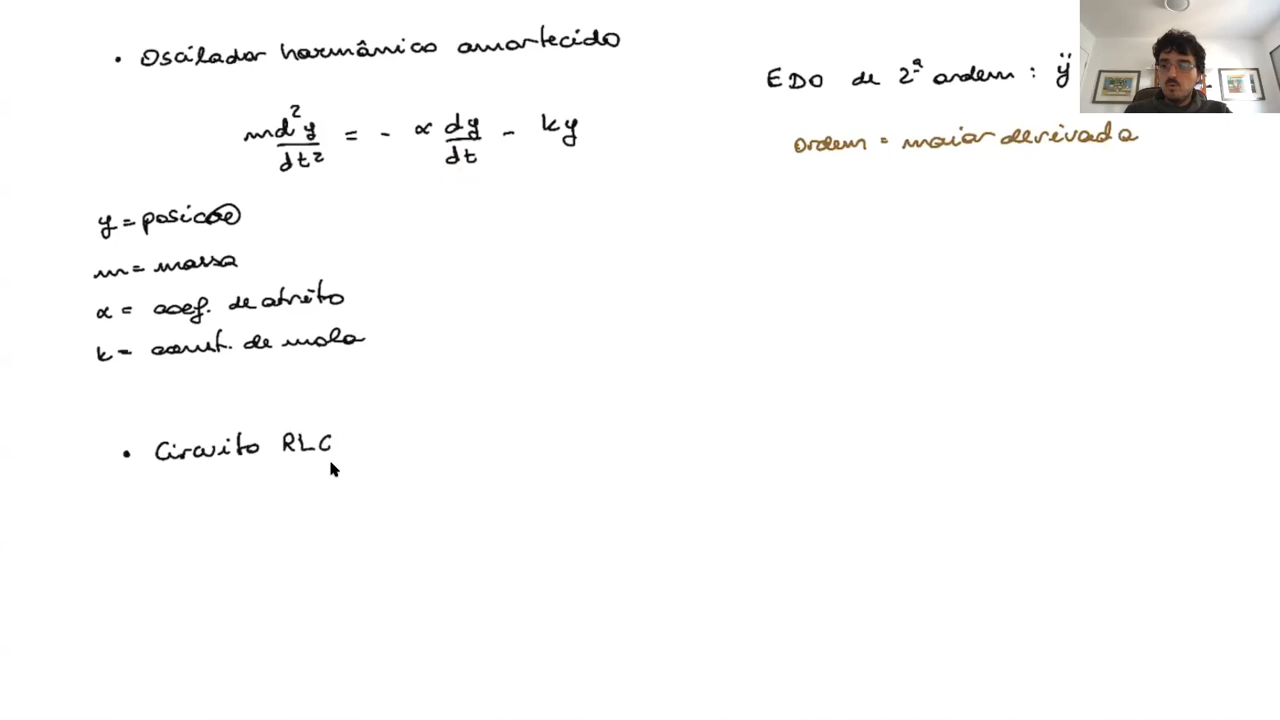 • Oscilador harmônico amortecido
m d²y/dt² = - α dy/dt - ky
y = posição
m = massa
α = coef. de atrito
k = const. de mola
• Circuito RLC
EDO de 2ª ordem : ÿ
ordem = maior derivada